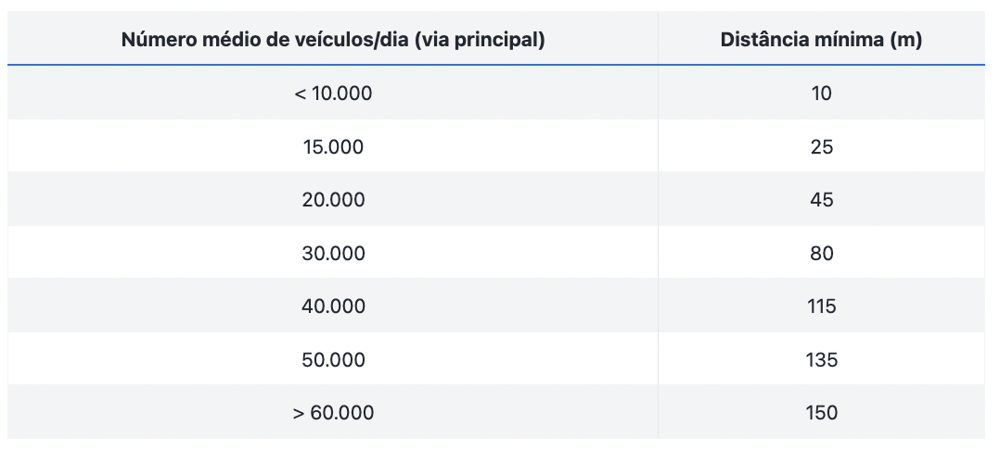 Número médio de veículos/dia (via principal) Distância mínima (m)
< 10.000 10
15.000 25
20.000 45
30.000 80
40.000 115
50.000 135
> 60.000 150